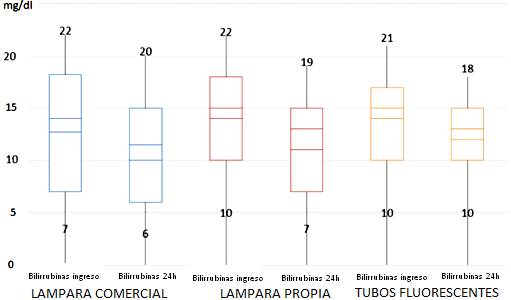 mg/dl
22 20 22 19 21 18
20
15
10
5
0
7 6 10 7 10 10
Bilirrubinas ingreso Bilirrubinas 24h Bilirrubinas ingreso Bilirrubinas 24h Bilirrubinas ingreso Bilirrubinas 24h
LAMPARA COMERCIAL LAMPARA PROPIA TUBOS FLUORESCENTES